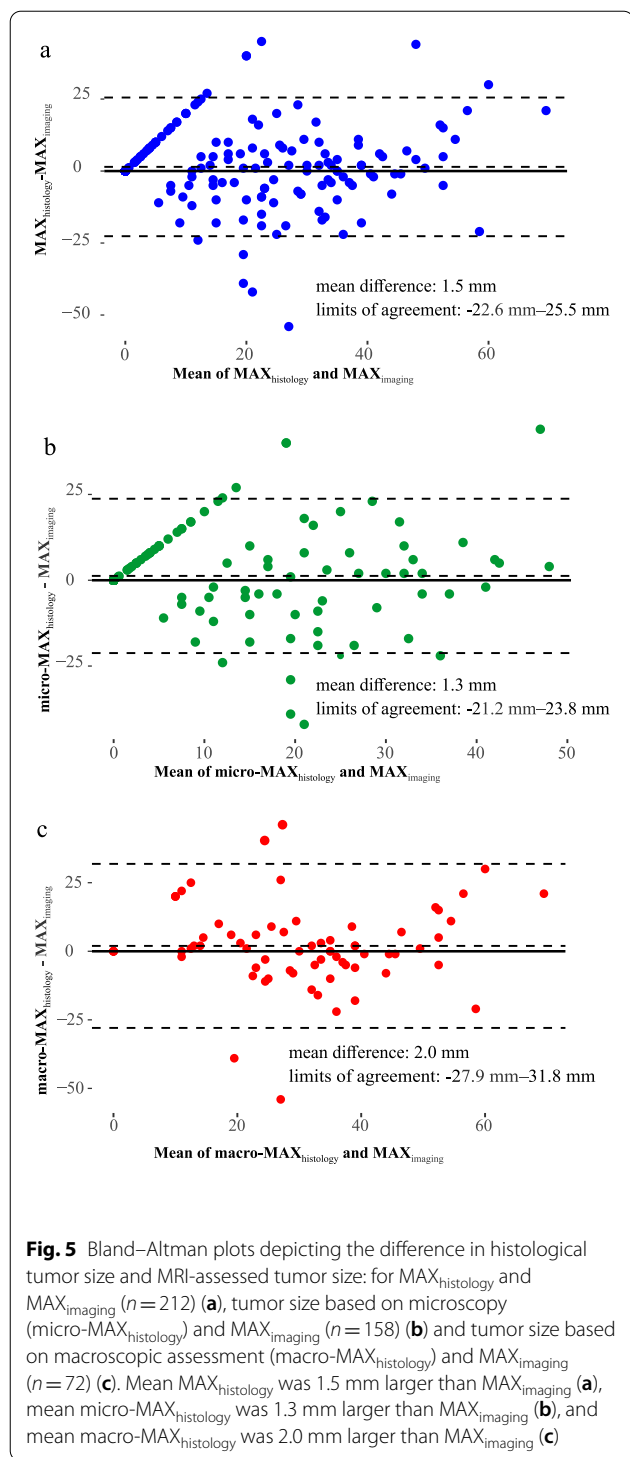 a
MAXhistology-MAXimaging
25
0
−25
−50
mean difference: 1.5 mm
limits of agreement: -22.6 mm–25.5 mm
0 20 40 60
Mean of MAXhistology and MAXimaging
b
micro-MAXhistology - MAXimaging
25
0
−25
mean difference: 1.3 mm
limits of agreement: -21.2 mm–23.8 mm
0 10 20 30 40 50
Mean of micro-MAXhistology and MAXimaging
c
macro-MAXhistology - MAXimaging
25
0
−25
−50
mean difference: 2.0 mm
limits of agreement: -27.9 mm–31.8 mm
0 20 40 60
Mean of macro-MAXhistology and MAXimaging
Fig. 5 Bland–Altman plots depicting the difference in histological
tumor size and MRI-assessed tumor size: for MAXhistology and
MAXimaging (n = 212) (a), tumor size based on microscopy
(micro-MAXhistology) and MAXimaging (n = 158) (b) and tumor size based
on macroscopic assessment (macro-MAXhistology) and MAXimaging
(n = 72) (c). Mean MAXhistology was 1.5 mm larger than MAXimaging (a),
mean micro-MAXhistology was 1.3 mm larger than MAXimaging (b), and
mean macro-MAXhistology was 2.0 mm larger than MAXimaging (c)